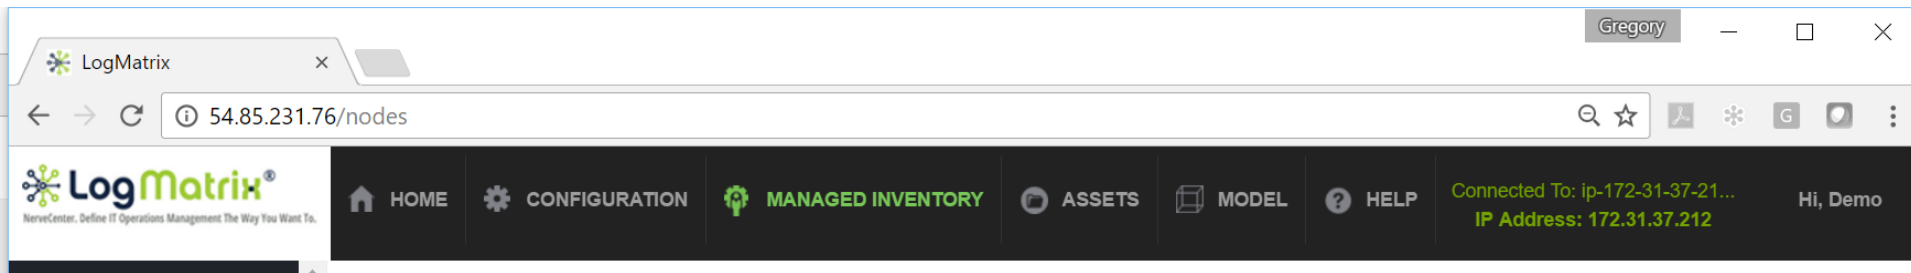 Gregory
LogMatrix
54.85.231.76/nodes
G
LogMatrix®
NerveCenter. Define IT Operations Management The Way You Want To.
HOME
CONFIGURATION
MANAGED INVENTORY
ASSETS
MODEL
HELP
Connected To: ip-172-31-37-21...
IP Address: 172.31.37.212
Hi, Demo